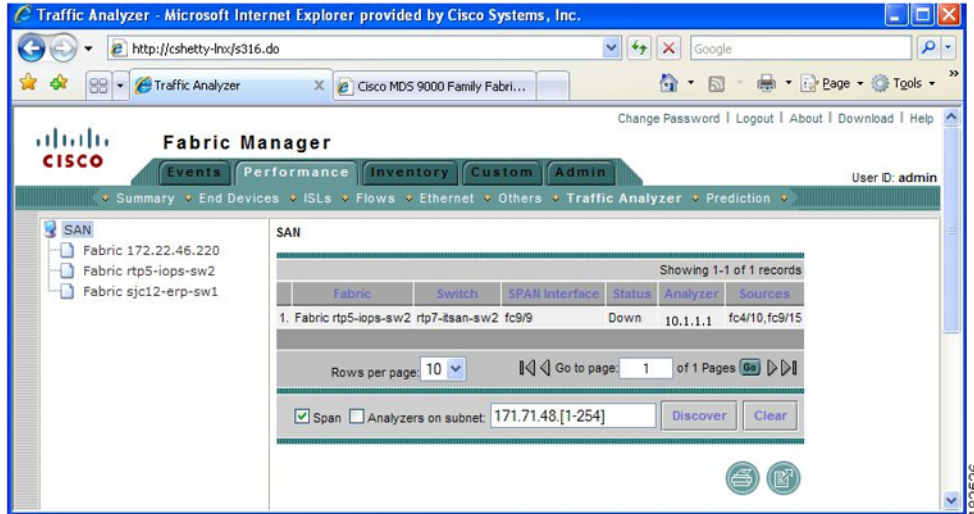 Traffic Analyzer - Microsoft Internet Explorer provided by Cisco Systems, Inc.
http://cshetty-lnx/s316.do
Google
Traffic Analyzer
Cisco MDS 9000 Family Fabri...
Page
Tools
Change Password | Logout | About | Download | Help
CISCO
Fabric Manager
Events
Performance
Inventory
Custom
Admin
User ID: admin
Summary
End Devices
ISLs
Flows
Ethernet
Others
Traffic Analyzer
Prediction
SAN
Fabric 172.22.46.220
Fabric rtp5-iops-sw2
Fabric sjc12-erp-sw1
SAN
Showing 1-1 of 1 records
Fabric Switch SPAN Interface Status Analyzer Sources
1. Fabric rtp5-iops-sw2 rtp7-itsan-sw2 fc9/9 Down 10.1.1.1 fc4/10,fc9/15
Rows per page: 10 Go to page: 1 of 1 Pages Go
Span Analyzers on subnet: 171.71.48.[1-254] Discover Clear